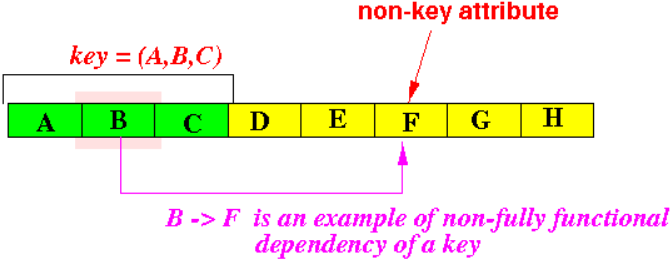 non-key attribute
key = (A,B,C)
A B C D E F G H
B -> F is an example of non-fully functional
dependency of a key